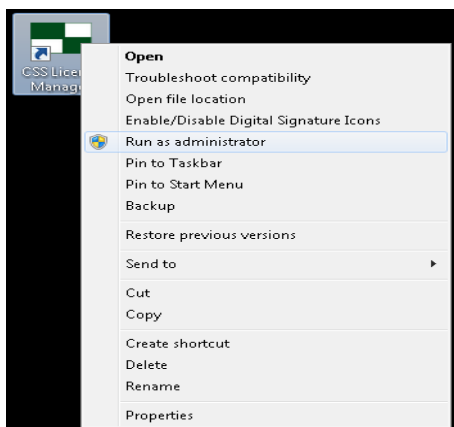 CSS Lice
Manag
Open
Troubleshoot compatibility
Open file location
Enable/Disable Digital Signature Icons
Run as administrator
Pin to Taskbar
Pin to Start Menu
Backup
Restore previous versions
Send to
Cut
Copy
Create shortcut
Delete
Rename
Properties